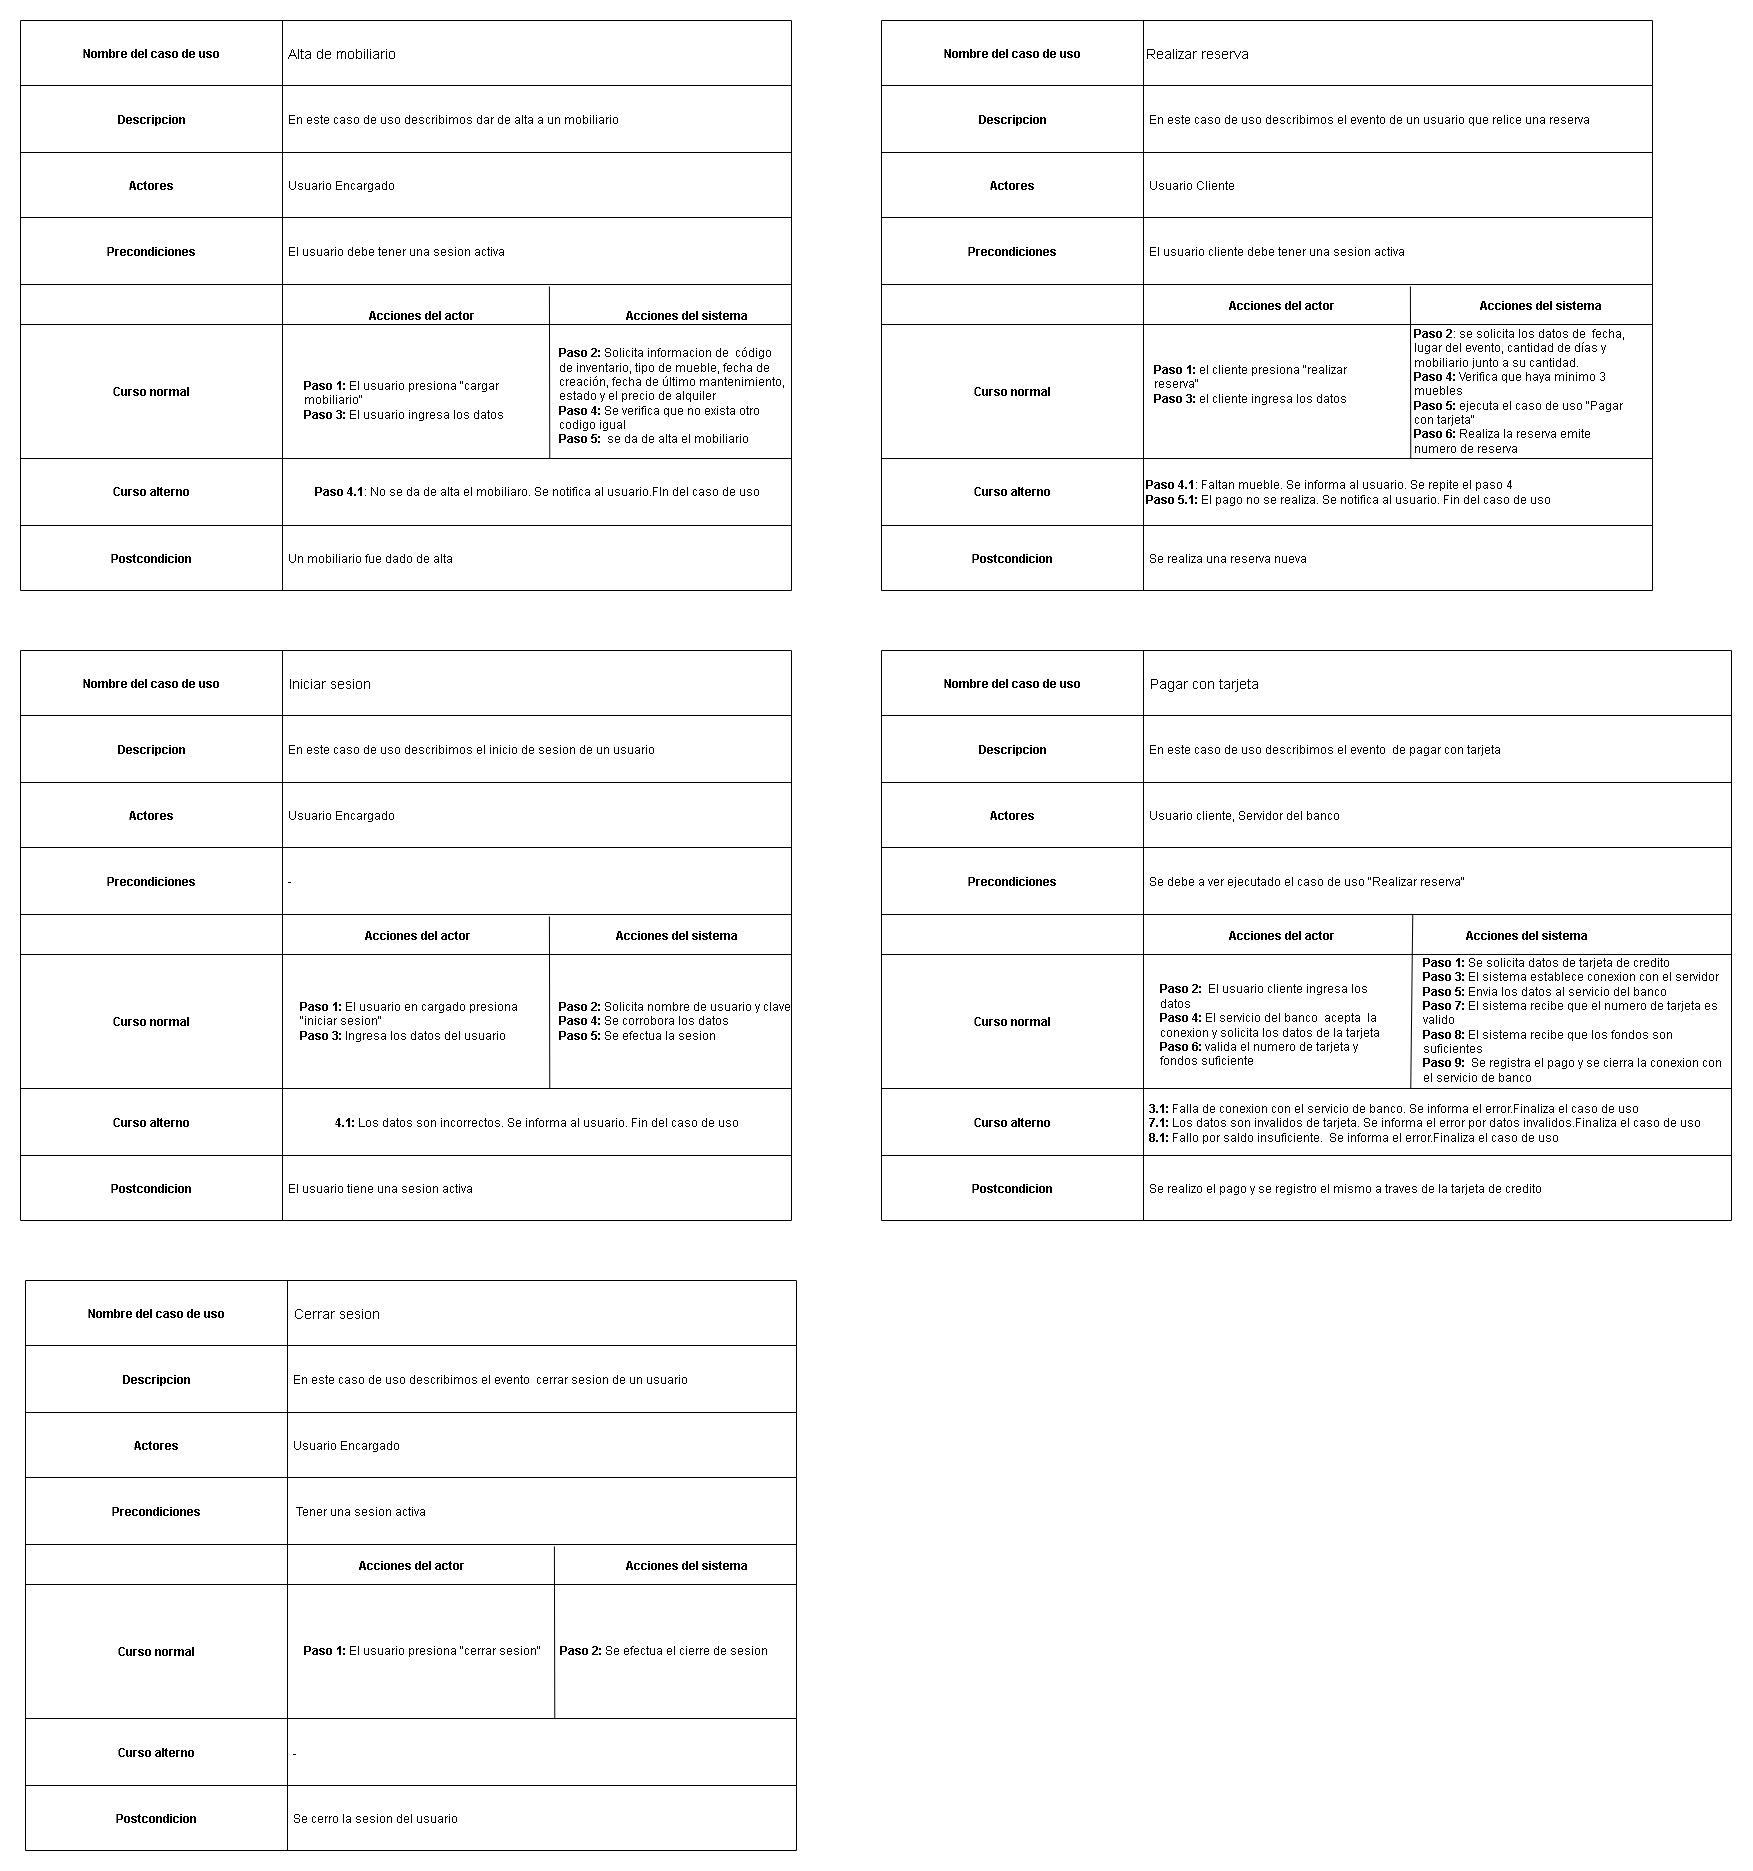 Nombre del caso de uso
Alta de mobiliario
Descripcion
En este caso de uso describimos dar de alta a un mobiliario
Actores
Usuario Encargado
Precondiciones
El usuario debe tener una sesion activa
Acciones del actor
Acciones del sistema
Curso normal
Paso 1: El usuario presiona "cargar
mobiliario"
Paso 3: El usuario ingresa los datos
Paso 2: Solicita informacion de código
de inventario, tipo de mueble, fecha de
creación, fecha de último mantenimiento,
estado y el precio de alquiler
Paso 4: Se verifica que no exista otro
codigo igual
Paso 5: se da de alta el mobiliario
Curso alterno
Paso 4.1: No se da de alta el mobiliaro. Se notifica al usuario.FIn del caso de uso
Postcondicion
Un mobiliario fue dado de alta
Nombre del caso de uso
Realizar reserva
Descripcion
En este caso de uso describimos el evento de un usuario que relice una reserva
Actores
Usuario Cliente
Precondiciones
El usuario cliente debe tener una sesion activa
Acciones del actor
Acciones del sistema
Curso normal
Paso 1: el cliente presiona "realizar
reserva"
Paso 3: el cliente ingresa los datos
Paso 2: se solicita los datos de fecha,
lugar del evento, cantidad de días y
mobiliario junto a su cantidad.
Paso 4: Verifica que haya minimo 3
muebles
Paso 5: ejecuta el caso de uso "Pagar
con tarjeta"
Paso 6: Realiza la reserva emite
numero de reserva
Curso alterno
Paso 4.1: Faltan mueble. Se informa al usuario. Se repite el paso 4
Paso 5.1: El pago no se realiza. Se notifica al usuario. Fin del caso de uso
Postcondicion
Se realiza una reserva nueva
Nombre del caso de uso
Iniciar sesion
Descripcion
En este caso de uso describimos el inicio de sesion de un usuario
Actores
Usuario Encargado
Precondiciones
-
Acciones del actor
Acciones del sistema
Curso normal
Paso 1: El usuario en cargado presiona
"iniciar sesion"
Paso 3: Ingresa los datos del usuario
Paso 2: Solicita nombre de usuario y clave
Paso 4: Se corrobora los datos
Paso 5: Se efectua la sesion
Curso alterno
4.1: Los datos son incorrectos. Se informa al usuario. Fin del caso de uso
Postcondicion
El usuario tiene una sesion activa
Nombre del caso de uso
Pagar con tarjeta
Descripcion
En este caso de uso describimos el evento de pagar con tarjeta
Actores
Usuario cliente, Servidor del banco
Precondiciones
Se debe a ver ejecutado el caso de uso "Realizar reserva"
Acciones del actor
Acciones del sistema
Curso normal
Paso 2: El usuario cliente ingresa los
datos
Paso 4: El servicio del banco acepta la
conexion y solicita los datos de la tarjeta
Paso 6: valida el numero de tarjeta y
fondos suficiente
Paso 1: Se solicita datos de tarjeta de credito
Paso 3: El sistema establece conexion con el servidor
Paso 5: Envia los datos al servicio del banco
Paso 7: El sistema recibe que el numero de tarjeta es
valido
Paso 8: El sistema recibe que los fondos son
suficientes
Paso 9: Se registra el pago y se cierra la conexion con
el servicio de banco
Curso alterno
3.1: Falla de conexion con el servicio de banco. Se informa el error.Finaliza el caso de uso
7.1: Los datos son invalidos de tarjeta. Se informa el error por datos invalidos.Finaliza el caso de uso
8.1: Fallo por saldo insuficiente. Se informa el error.Finaliza el caso de uso
Postcondicion
Se realizo el pago y se registro el mismo a traves de la tarjeta de credito
Nombre del caso de uso
Cerrar sesion
Descripcion
En este caso de uso describimos el evento cerrar sesion de un usuario
Actores
Usuario Encargado
Precondiciones
Tener una sesion activa
Acciones del actor
Acciones del sistema
Curso normal
Paso 1: El usuario presiona "cerrar sesion"
Paso 2: Se efectua el cierre de sesion
Curso alterno
-
Postcondicion
Se cerro la sesion del usuario